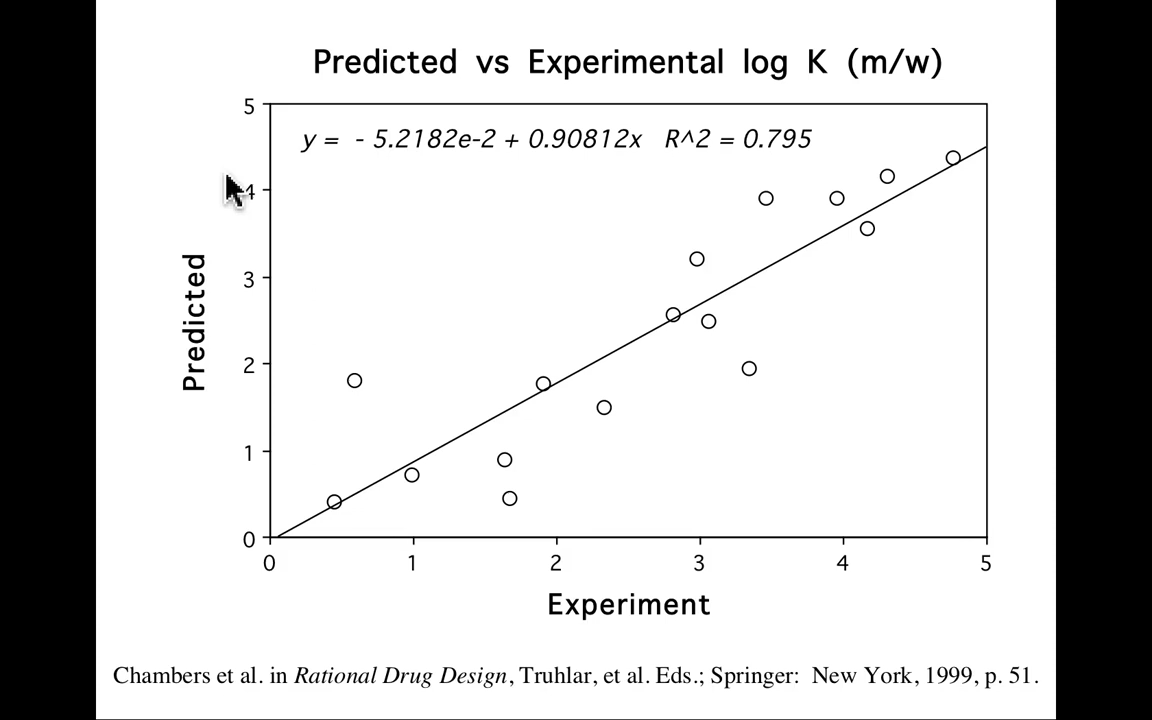 Predicted vs Experimental log K (m/w)
y = - 5.2182e-2 + 0.90812x R^2 = 0.795
5
4
3
2
1
0
Predicted
0 1 2 3 4 5
Experiment
Chambers et al. in Rational Drug Design, Truhlar, et al. Eds.; Springer: New York, 1999, p. 51.